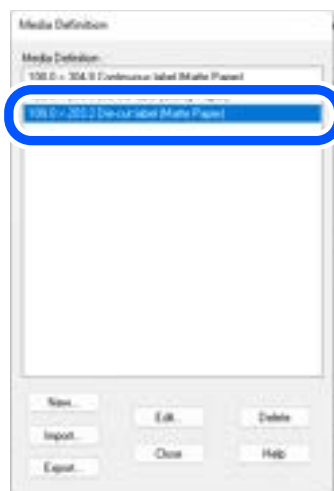 Media Definition
Media Definition
108.0 × 304.8 Continuous label (Matte Paper)
108.0 × 203.2 Die-cut label (Matte Paper)
New...
Edit...
Delete
Import...
Close
Help
Export...